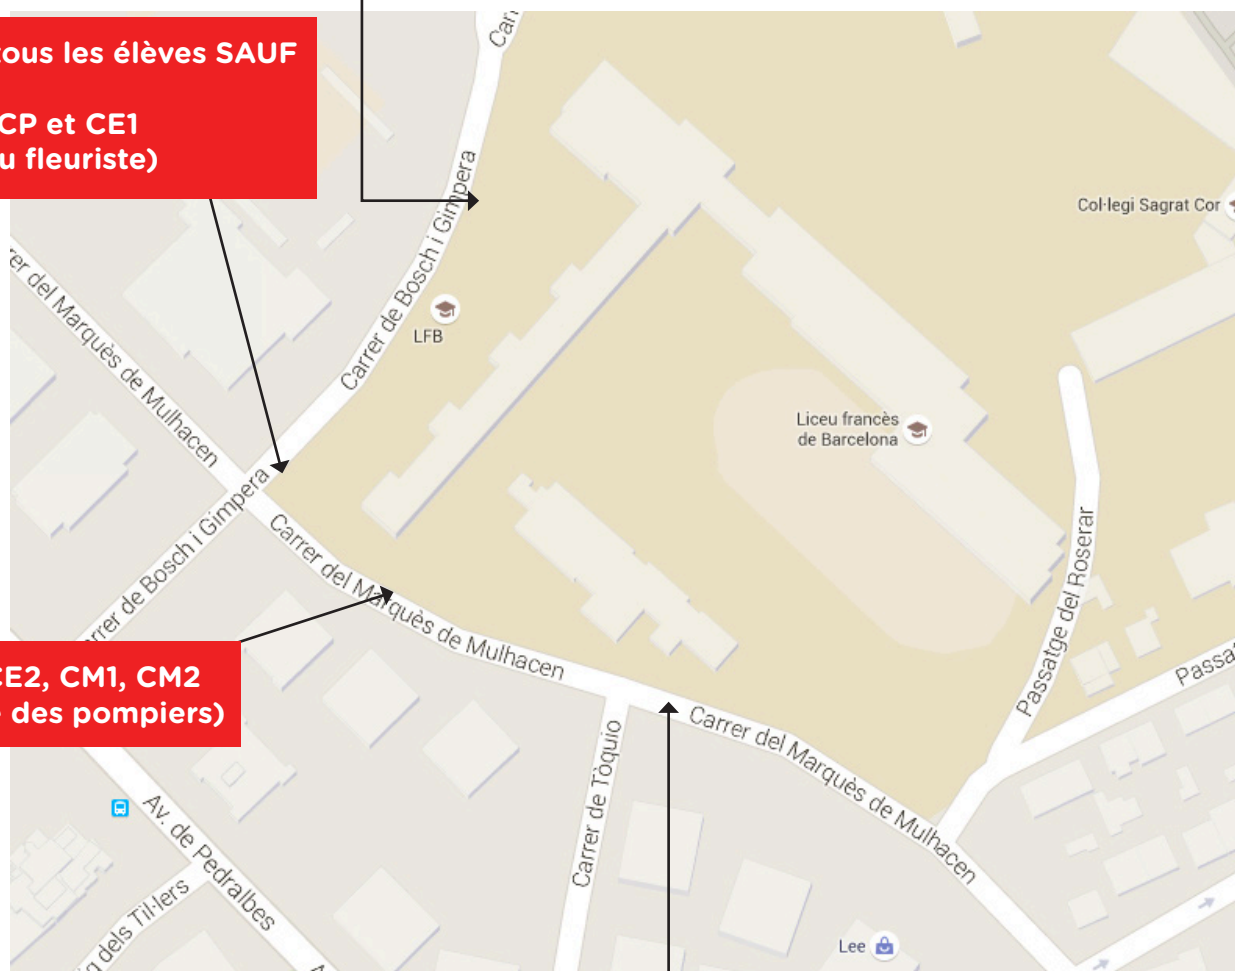 tous les élèves SAUF
CP et CE1
u fleuriste)
Carrer de Bosch i Gimpera
Col·legi Sagrat Cor
LFB
rer del Marquès de Mulhacen
Liceu francès
de Barcelona
Carrer de Bosch i Gimpera
Carrer del Marquès de Mulhacen
Passatge del Roserar
CE2, CM1, CM2
des pompiers)
Carrer del Marquès de Mulhacen
Carrer de Tòquio
Av. de Pedralbes
dels Til·lers
Lee